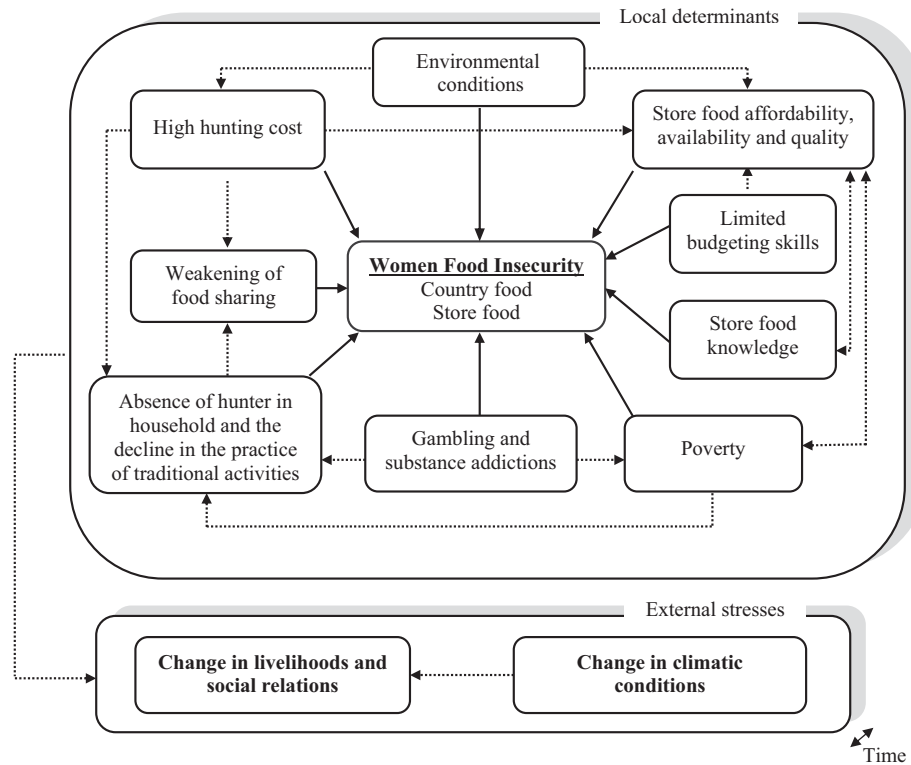 Local determinants
Environmental
conditions
High hunting cost
Store food affordability,
availability and quality
Limited
budgeting skills
Women Food Insecurity
Country food
Store food
Weakening of
food sharing
Store food
knowledge
Absence of hunter in
household and the
decline in the practice
of traditional activities
Gambling and
substance addictions
Poverty
External stresses
Change in livelihoods and
social relations
Change in climatic
conditions
Time